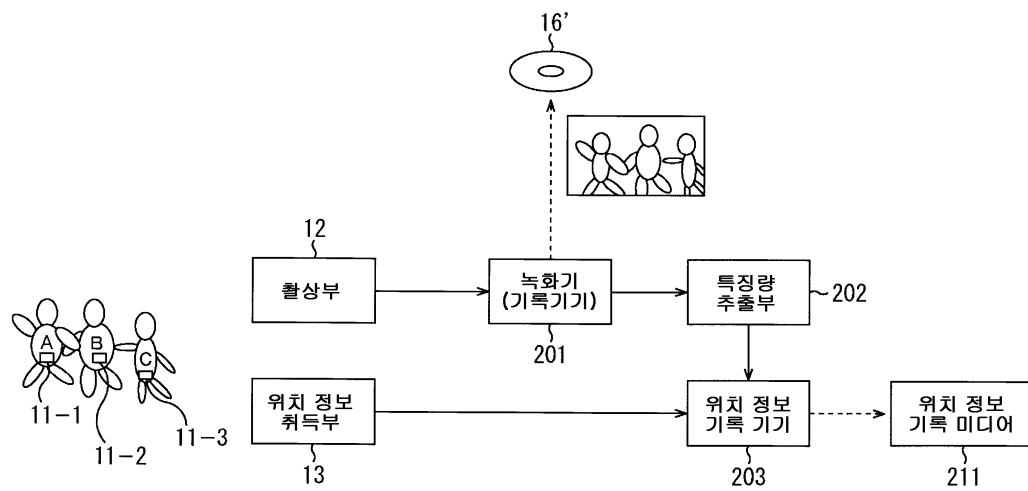 16'
12
촬상부
녹화기
(기록기기)
특징량
추출부
202
201
A
B
C
위치 정보
취득부
위치 정보
기록 기기
위치 정보
기록 미디어
11-1
11-2
11-3
13
203
211